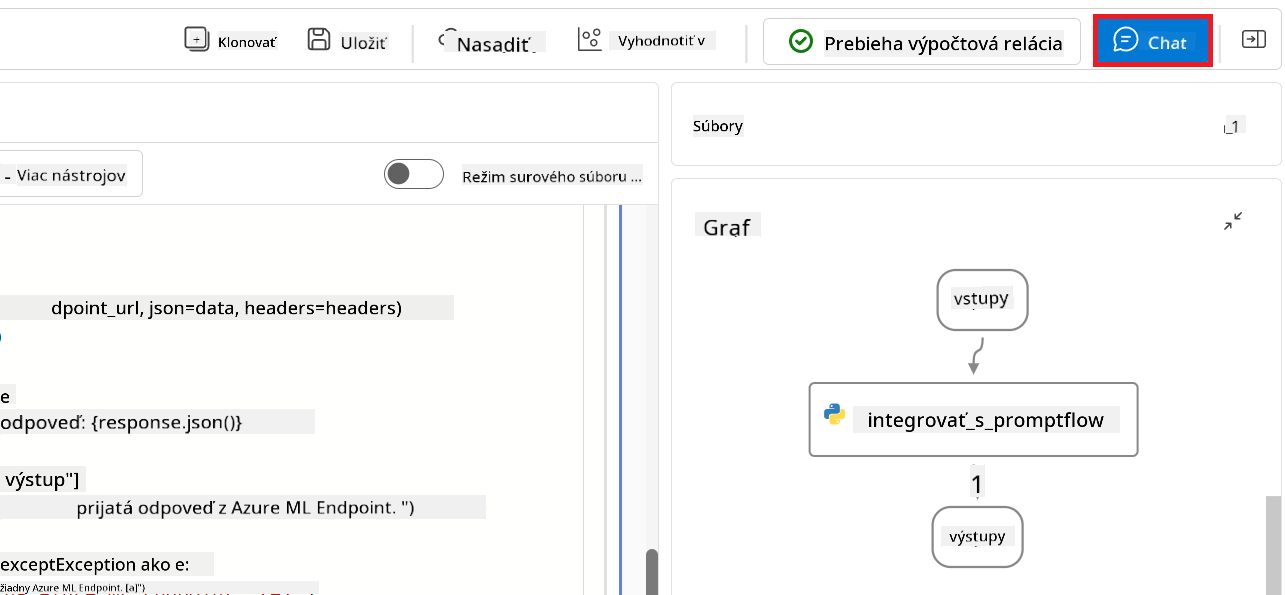 Klonovať
Uložiť
Nasadiť
Vyhodnotiť v
Prebieha výpočtová relácia
Chat
- Viac nástrojov
Režim surového súboru ...
dpoint_url, json=data, headers=headers)
e
odpoveď: {response.json()}
výstup"]
prijatá odpoveď z Azure ML Endpoint. ")
exceptException ako e:
žiadny Azure ML Endpoint. [a]")
Súbory
1
Graf
vstupy
integrovať_s_promptflow
1
výstupy